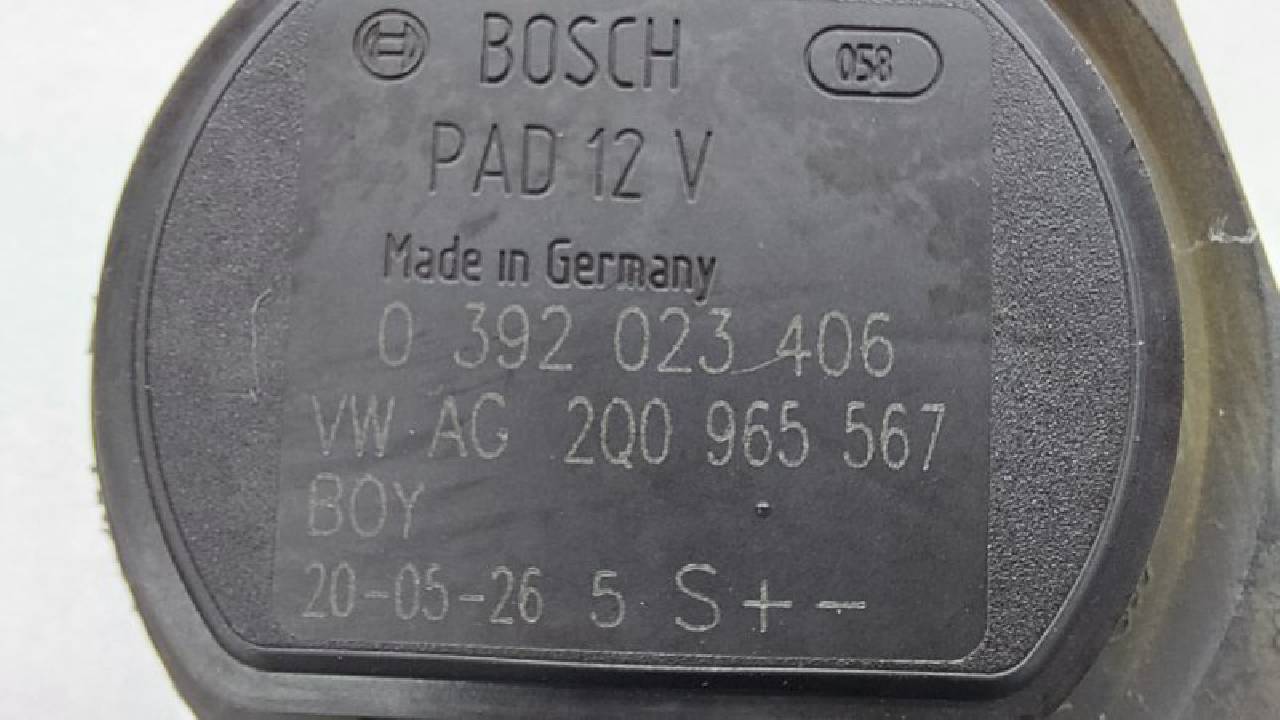 BOSCH 058
PAD 12 V
Made in Germany
0 392 023 406
VW AG 2Q0 965 567
BOY
20-05-26 5 S + -